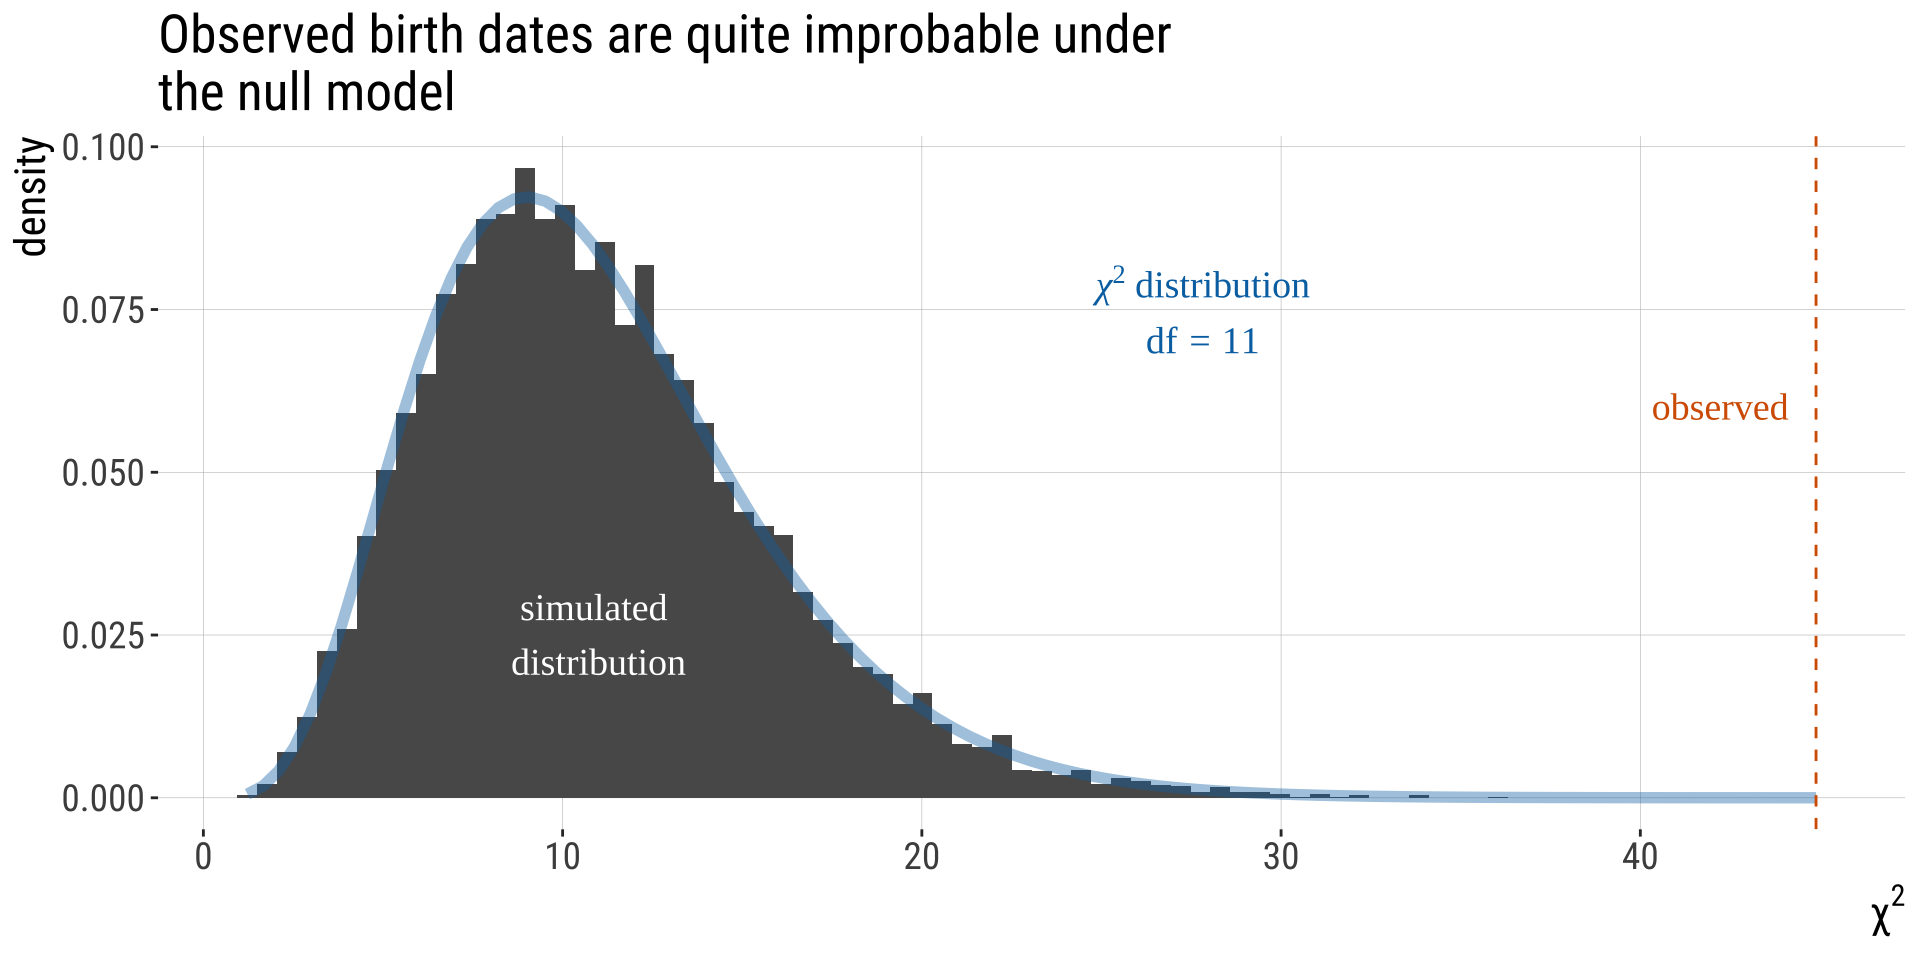 Observed birth dates are quite improbable under
the null model
density
0.100
0.075
0.050
0.025
0.000
χ² distribution
df = 11
observed
simulated
distribution
0 10 20 30 40
χ²